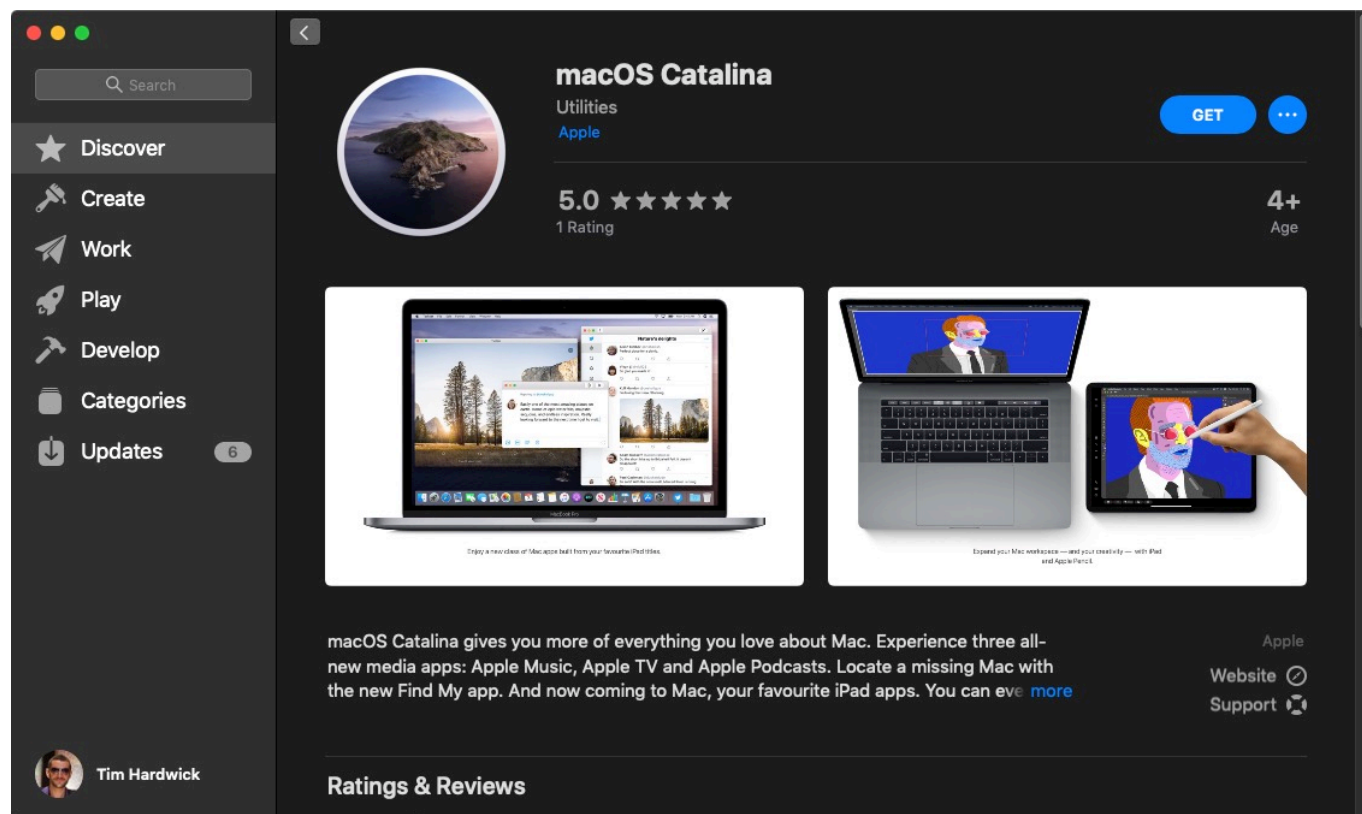 Search
Discover
Create
Work
Play
Develop
Categories
Updates
6
Tim Hardwick
macOS Catalina
Utilities
Apple
GET
5.0
1 Rating
4+
Age
MacBook Pro
Enjoy a new class of Mac apps built from your favourite iPad titles.
Expand your Mac workspace — and your creativity — with iPad
and Apple Pencil.
macOS Catalina gives you more of everything you love about Mac. Experience three all-
new media apps: Apple Music, Apple TV and Apple Podcasts. Locate a missing Mac with
the new Find My app. And now coming to Mac, your favourite iPad apps. You can eve more
Apple
Website
Support
Ratings & Reviews